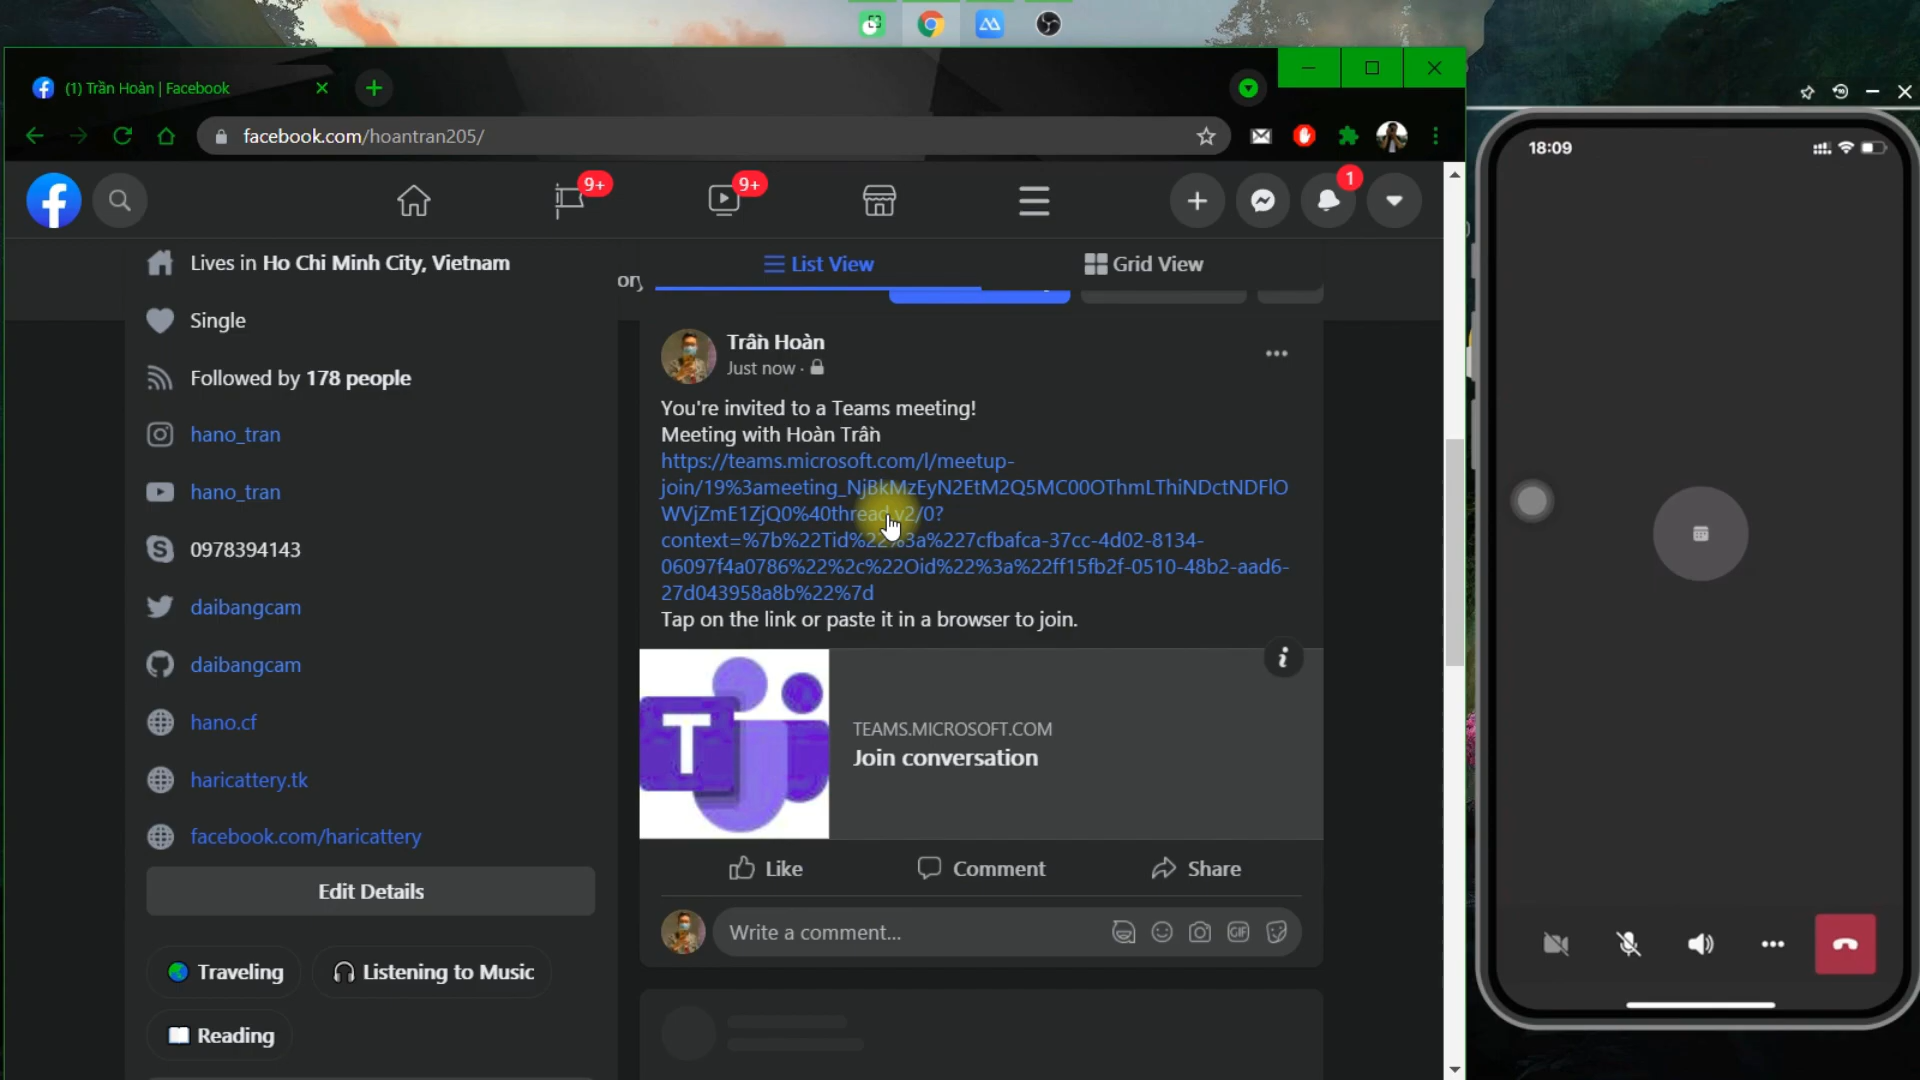 (1) Trần Hoàn | Facebook
facebook.com/hoantran205/
9+
9+
1
Lives in Ho Chi Minh City, Vietnam
Single
Followed by 178 people
hano_tran
hano_tran
0978394143
daibangcam
daibangcam
hano.cf
haricattery.tk
facebook.com/haricattery
Edit Details
Traveling
Listening to Music
Reading
List View
Grid View
Trần Hoàn
Just now ·
You're invited to a Teams meeting!
Meeting with Hoàn Trần
https://teams.microsoft.com/l/meetup-
join/19%3ameeting_NjBkMzEyN2EtM2Q5MC00OThmLThiNDctNDFlO
WVjZmE1ZjQ0%40thread.v2/0?
context=%7b%22Tid%22%3a%227cfbafca-37cc-4d02-8134-
06097f4a0786%22%2c%22Oid%22%3a%22ff15fb2f-0510-48b2-aad6-
27d043958a8b%22%7d
Tap on the link or paste it in a browser to join.
TEAMS.MICROSOFT.COM
Join conversation
Like
Comment
Share
Write a comment...
GIF
18:09